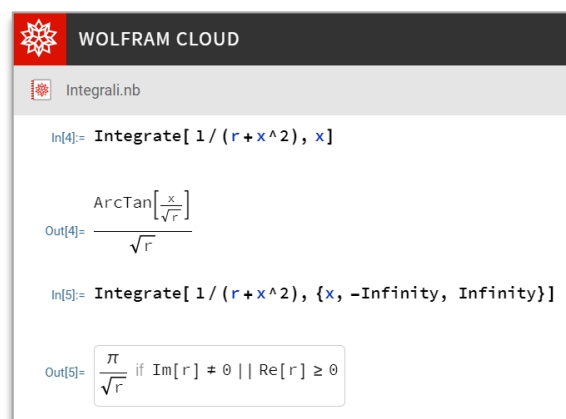 WOLFRAM CLOUD
Integrali.nb
In[4]:= Integrate[1/(r+x^2), x]
Out[4]= ArcTan[x/√r]/√r
In[5]:= Integrate[1/(r+x^2), {x, -Infinity, Infinity}]
Out[5]= π/√r if Im[r] ≠ 0 || Re[r] ≥ 0